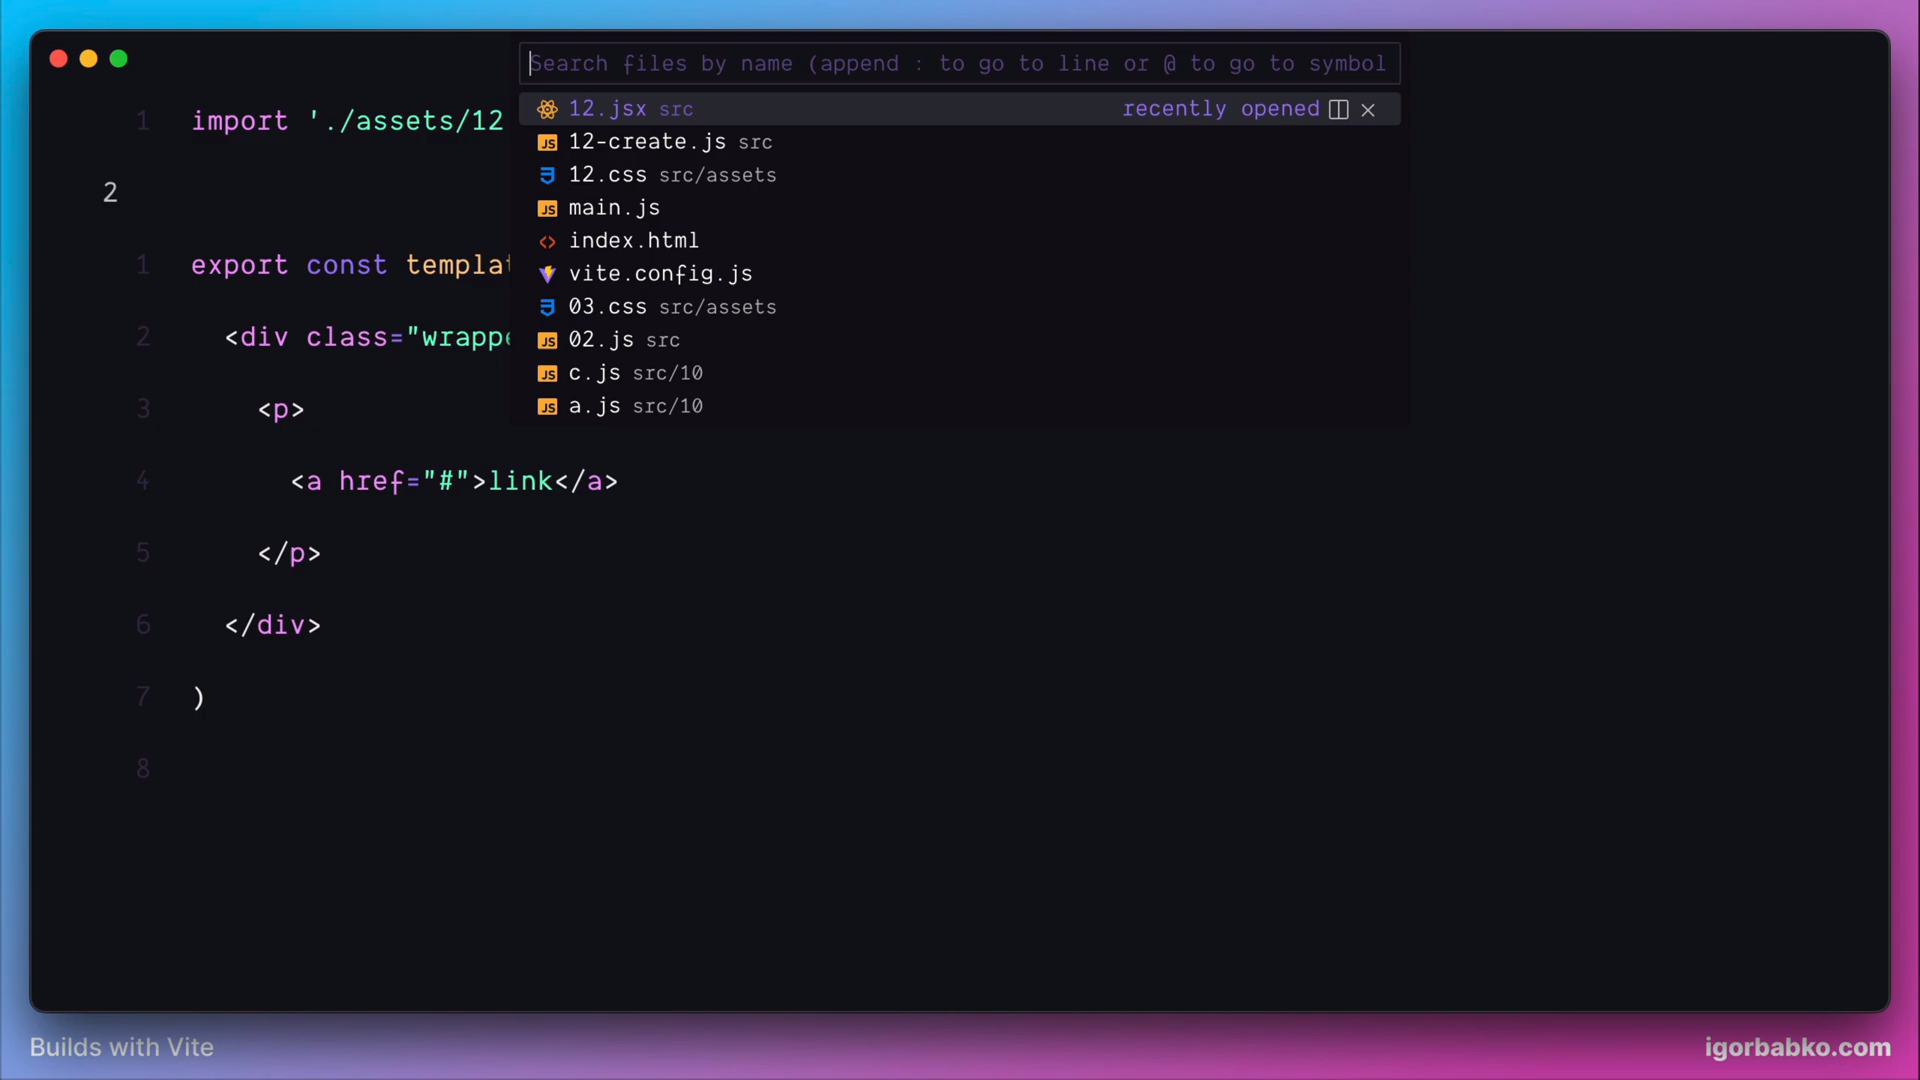 Search files by name (append : to go to line or @ to go to symbol
12.jsx src recently opened
12-create.js src
12.css src/assets
main.js
index.html
vite.config.js
03.css src/assets
02.js src
c.js src/10
a.js src/10
1 import './assets/12
2
1 export const templat
2 <div class="wrappe
3 <p>
4 <a href="#">link</a>
5 </p>
6 </div>
7 )
8
Builds with Vite
igorbabko.com